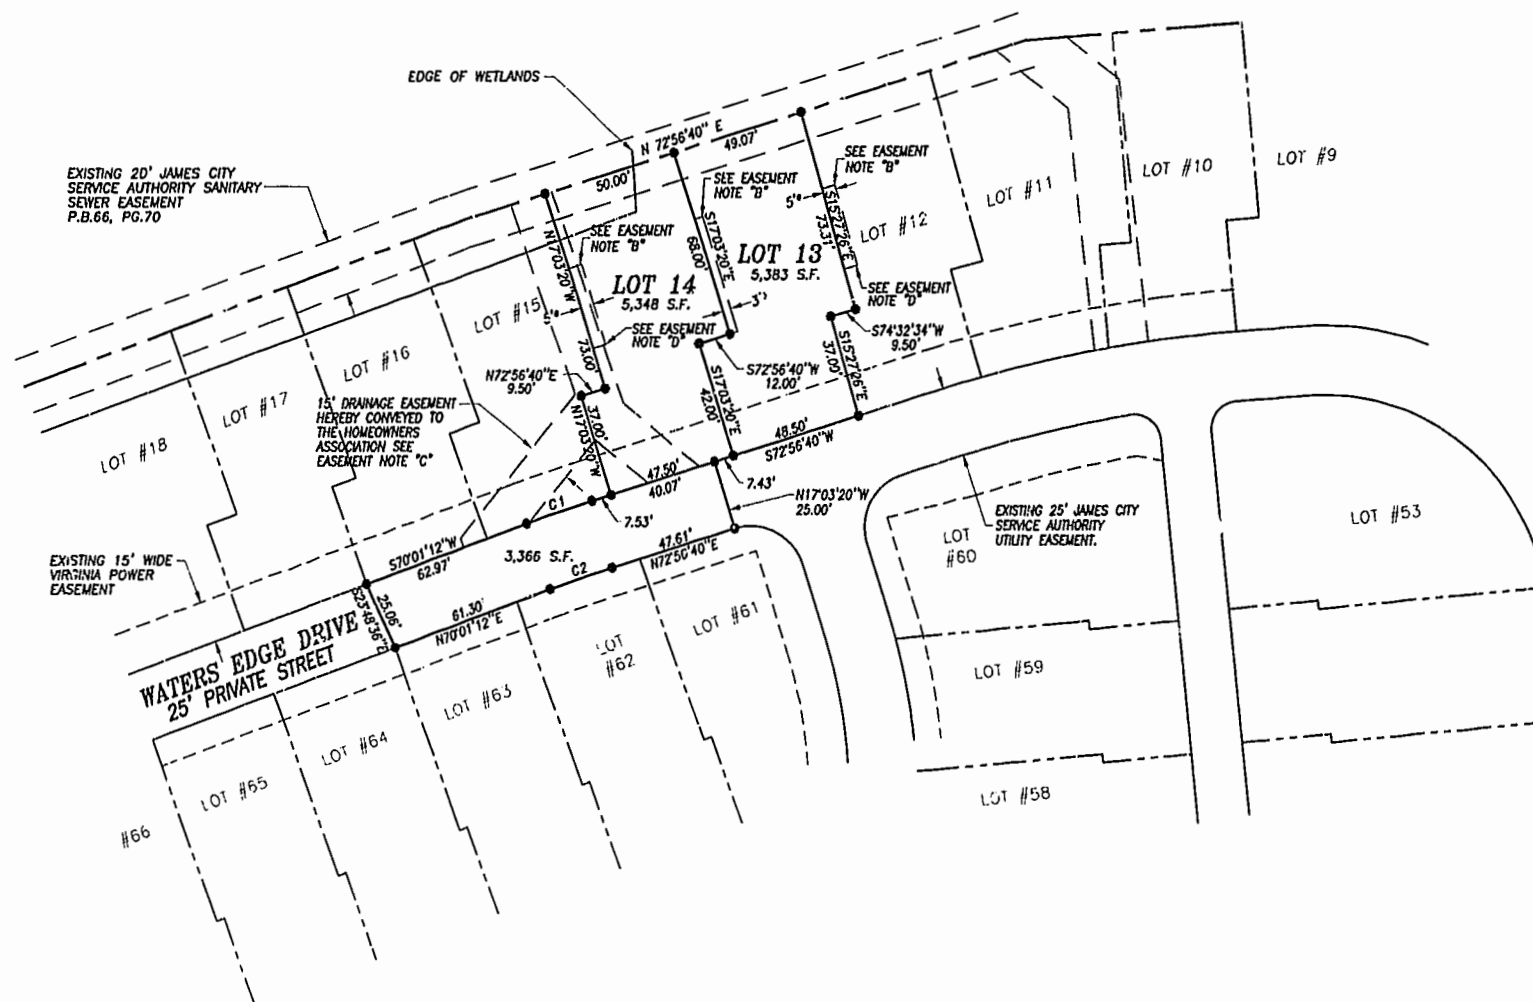 EDGE OF WETLANDS
EXISTING 20' JAMES CITY
SERVICE AUTHORITY SANITARY
SEWER EASEMENT
P.B.66, PG.70
N 72°56'40" E
50.00'
49.07'
SEE EASEMENT
NOTE "B"
SEE EASEMENT
NOTE "B"
SEE EASEMENT
NOTE "B"
LOT #9
LOT #10
LOT #11
LOT #12
LOT 13
5,383 S.F.
LOT 14
5,348 S.F.
LOT #15
LOT #16
LOT #17
LOT #18
N17°03'20"W
73.00'
S17°03'20"E
68.00'
S15°27'26"E
73.31'
5'
5'
3'
SEE EASEMENT
NOTE "D"
SEE EASEMENT
NOTE "D"
S74°32'34"W
9.50'
S72°56'40"W
12.00'
N72°56'40"E
9.50'
N17°03'20"W
37.00'
S17°03'20"E
42.00'
S15°27'26"E
37.00'
15' DRAINAGE EASEMENT
HEREBY CONVEYED TO
THE HOMEOWNERS
ASSOCIATION SEE
EASEMENT NOTE "C"
48.50'
S72°56'40"W
47.50'
40.07'
7.43'
7.53'
N17°03'20"W
25.00'
C1
S70°01'12"W
62.97'
3,366 S.F.
47.61'
N72°56'40"E
C2
61.30'
N70°01'12"E
25.06'
S23°48'36"E
EXISTING 15' WIDE
VIRGINIA POWER
EASEMENT
WATERS EDGE DRIVE
25' PRIVATE STREET
EXISTING 25' JAMES CITY
SERVICE AUTHORITY
UTILITY EASEMENT.
LOT
#60
LOT #53
LOT #59
LOT #58
LOT #61
LOT
#62
LOT #63
LOT #64
LOT #65
#66